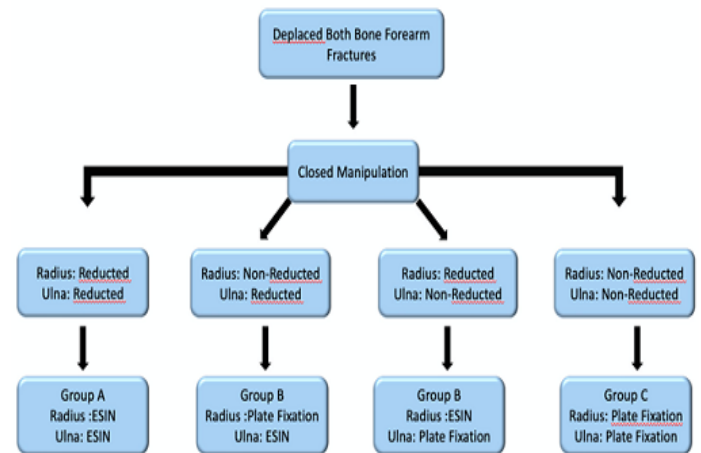 Deplaced Both Bone Forearm
Fractures
Closed Manipulation
Radius: Reducted
Ulna: Reducted
Radius: Non-Reducted
Ulna: Reducted
Radius: Reducted
Ulna: Non-Reducted
Radius: Non-Reducted
Ulna: Non-Reducted
Group A
Radius :ESIN
Ulna: ESIN
Group B
Radius :Plate Fixation
Ulna: ESIN
Group B
Radius :ESIN
Ulna: Plate Fixation
Group C
Radius: Plate Fixation
Ulna: Plate Fixation